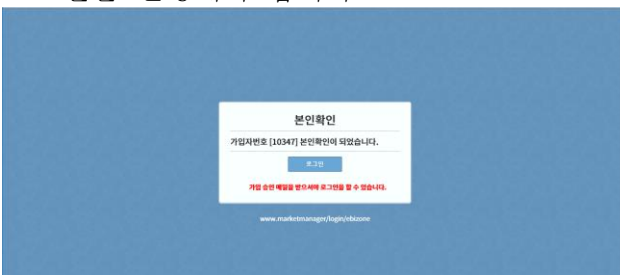 본인확인
가입자번호 [10347] 본인확인이 되었습니다.
로그인
가입 승인 메일을 받으셔야 로그인을 할 수 있습니다.
www.marketmanager/login/ebizone